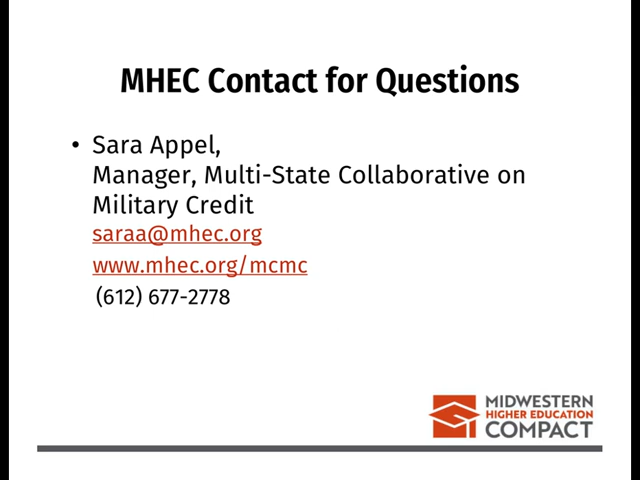 MHEC Contact for Questions
• Sara Appel,
Manager, Multi-State Collaborative on
Military Credit
saraa@mhec.org
www.mhec.org/mcmc
(612) 677-2778
MIDWESTERN
HIGHER EDUCATION
COMPACT